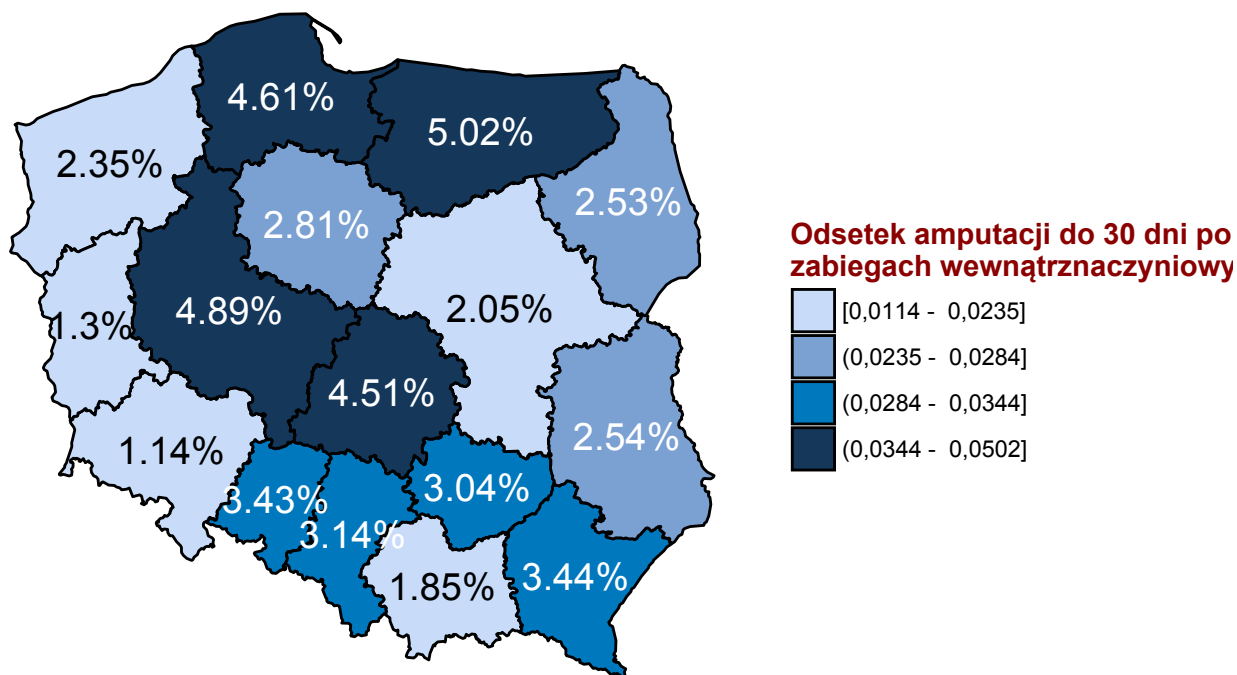 4.61%
5.02%
2.35%
2.53%
2.81%
4.89%
2.05%
1.3%
4.51%
2.54%
1.14%
3.43%
3.04%
3.14%
1.85%
3.44%
Odsetek amputacji do 30 dni po
zabiegach wewnątrznaczyniowy
[0,0114 - 0,0235]
(0,0235 - 0,0284]
(0,0284 - 0,0344]
(0,0344 - 0,0502]